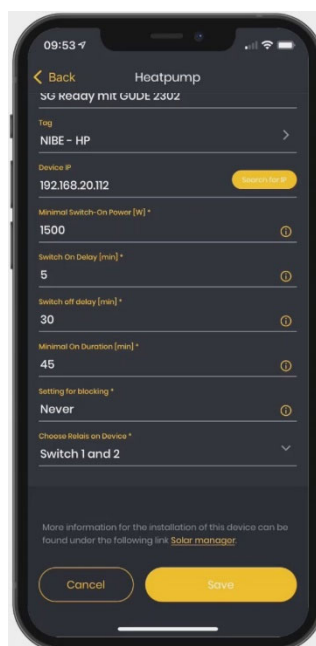 09:53
Back
Heatpump
SG Ready mit GUDE 2302
Tag
NIBE - HP
Device IP
192.168.20.112
Search for IP
Minimal Switch-On Power [W] *
1500
Switch On Delay [min] *
5
Switch off delay [min] *
30
Minimal On Duration [min] *
45
Setting for blocking *
Never
Choose Relais on Device *
Switch 1 and 2
More information for the installation of this device can be
found under the following link Solar manager.
Cancel
Save